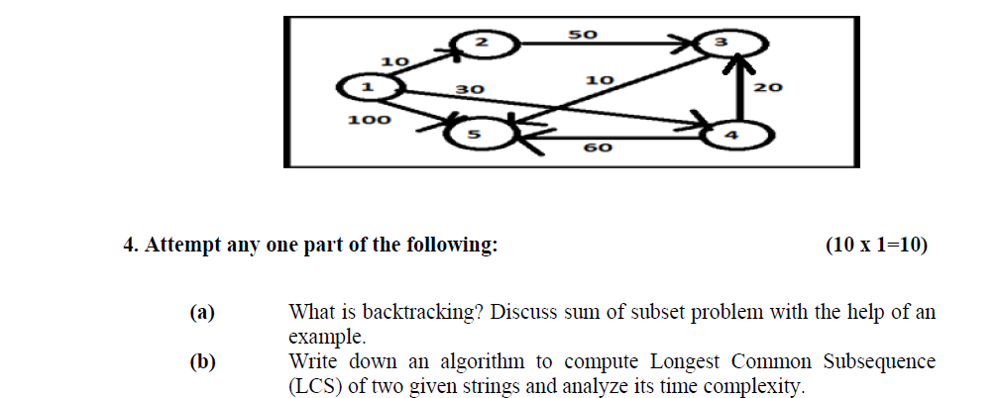 50
2
3
10
10
1
30
20
100
5
4
60
4. Attempt any one part of the following: (10 x 1=10)
(a) What is backtracking? Discuss sum of subset problem with the help of an
example.
(b) Write down an algorithm to compute Longest Common Subsequence
(LCS) of two given strings and analyze its time complexity.